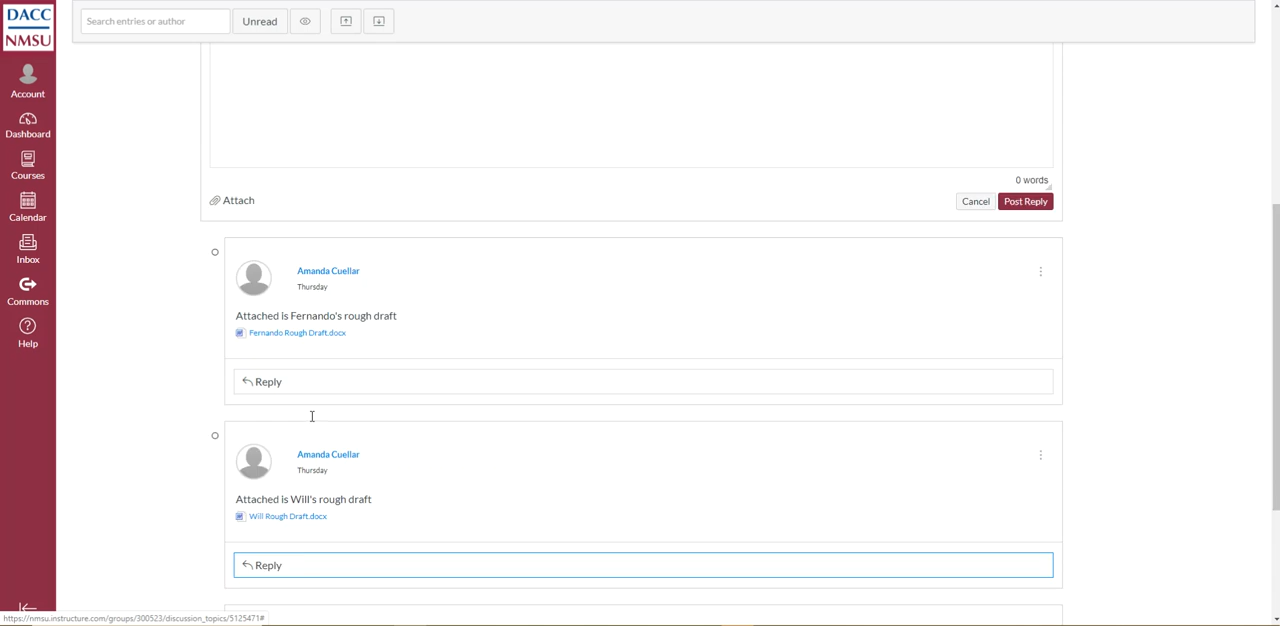 DACC
NMSU
Search entries or author
Unread
Account
Dashboard
Courses
Calendar
Inbox
Commons
Help
0 words
Attach
Cancel
Post Reply
Amanda Cuellar
Thursday
Attached is Fernando's rough draft
Fernando Rough Draft.docx
Reply
Amanda Cuellar
Thursday
Attached is Will's rough draft
Will Rough Draft.docx
Reply
https://nmsu.instructure.com/groups/300523/discussion_topics/5125471#